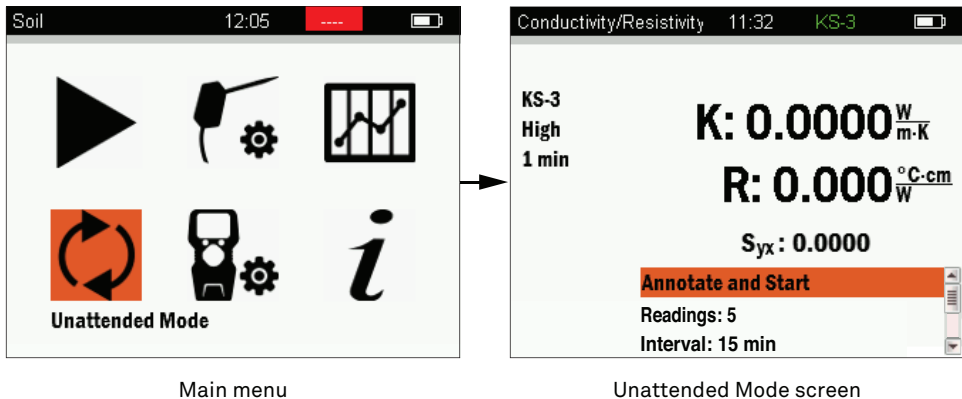 Soil 12:05 ----
Unattended Mode
Main menu
Conductivity/Resistivity 11:32 KS-3
KS-3
High
1 min
K: 0.0000 W/m·K
R: 0.000 °C·cm/W
Syx: 0.0000
Annotate and Start
Readings: 5
Interval: 15 min
Unattended Mode screen